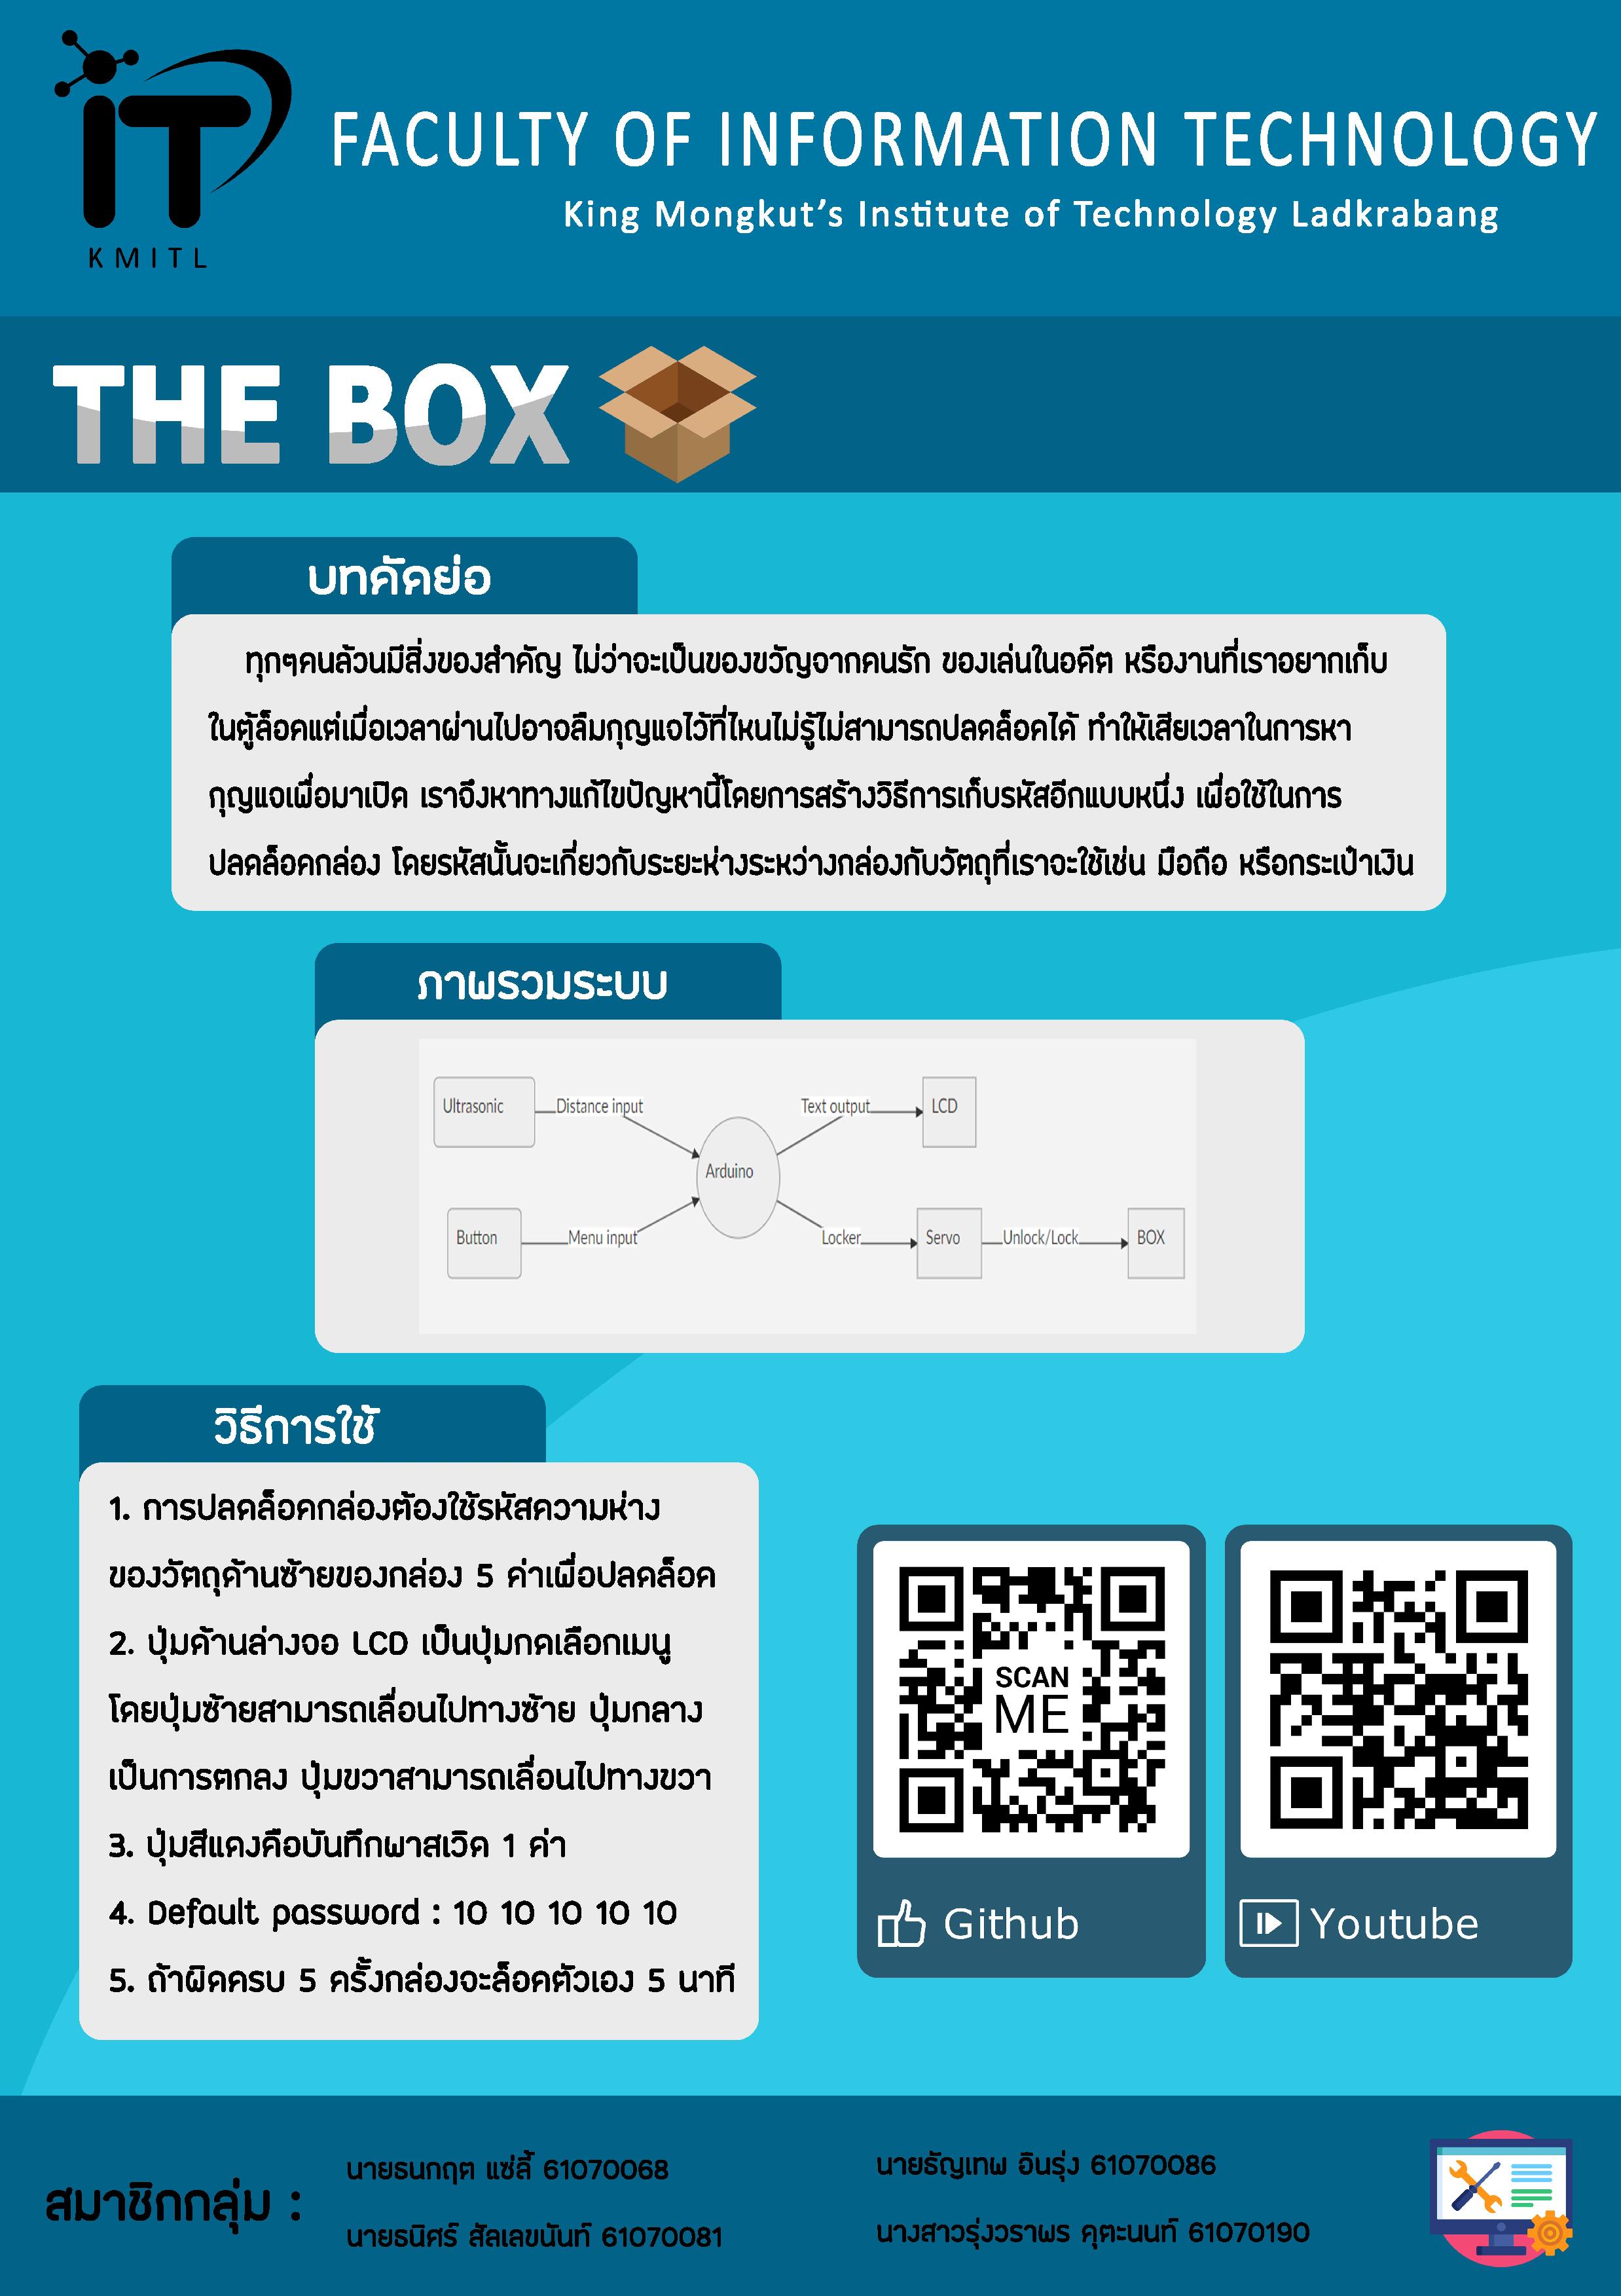 iT
KMITL
FACULTY OF INFORMATION TECHNOLOGY
King Mongkut's Institute of Technology Ladkrabang
THE BOX
บทคัดย่อ
ทุกๆคนล้วนมีสิ่งของสำคัญ ไม่ว่าจะเป็นของขวัญจากคนรัก ของเล่นในอดีต หรืองานที่เราอยากเก็บ
ในตู้ล็อคแต่เมื่อเวลาผ่านไปอาจลืมกุญแจไว้ที่ไหนไม่รู้ไม่สามารถปลดล็อคได้ ทำให้เสียเวลาในการหา
กุญแจเพื่อมาเปิด เราจึงหาทางแก้ไขปัญหานี้โดยการสร้างวิธีการเก็บรหัสอีกแบบหนึ่ง เพื่อใช้ในการ
ปลดล็อคกล่อง โดยรหัสนั้นจะเกี่ยวกับระยะห่างระหว่างกล่องกับวัตถุที่เราจะใช้เช่น มือถือ หรือกระเป๋าเงิน
ภาพรวมระบบ
Ultrasonic Distance input Text output LCD
Arduino
Button Menu input Locker Servo Unlock/Lock BOX
วิธีการใช้
1. การปลดล็อคกล่องต้องใช้รหัสความห่าง
ของวัตถุด้านซ้ายของกล่อง 5 ค่าเพื่อปลดล็อค
2. ปุ่มด้านล่างจอ LCD เป็นปุ่มกดเลือกเมนู
โดยปุ่มซ้ายสามารถเลื่อนไปทางซ้าย ปุ่มกลาง
เป็นการตกลง ปุ่มขวาสามารถเลื่อนไปทางขวา
3. ปุ่มสีแดงคือบันทึกพาสเวิด 1 ค่า
4. Default password : 10 10 10 10 10
5. ถ้าผิดครบ 5 ครั้งกล่องจะล็อคตัวเอง 5 นาที
SCAN
ME
Github
Youtube
สมาชิกกลุ่ม :
นายธนกฤต แซ่ลี้ 61070068
นายธนิศร์ สัลเลขนันท์ 61070081
นายธัญเทพ อินรุ่ง 61070086
นางสาวรุ่งวราพร คุตะนนท์ 61070190